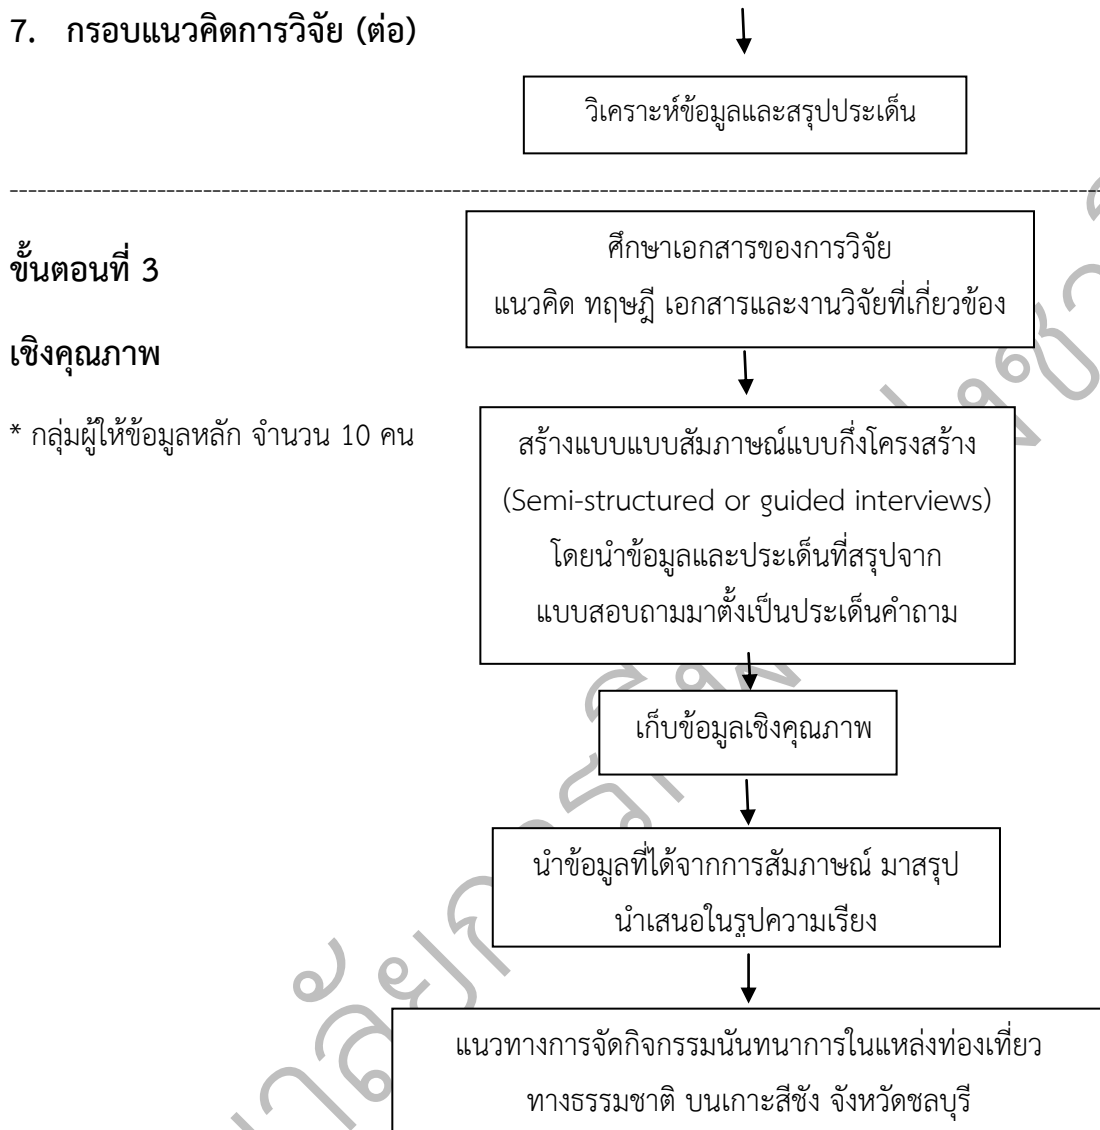 7. กรอบแนวคิดการวิจัย (ต่อ)
วิเคราะห์ข้อมูลและสรุปประเด็น
ขั้นตอนที่ 3
เชิงคุณภาพ
* กลุ่มผู้ให้ข้อมูลหลัก จำนวน 10 คน
ศึกษาเอกสารของการวิจัย
แนวคิด ทฤษฎี เอกสารและงานวิจัยที่เกี่ยวข้อง
สร้างแบบแบบสัมภาษณ์แบบกึ่งโครงสร้าง
(Semi-structured or guided interviews)
โดยนำข้อมูลและประเด็นที่สรุปจาก
แบบสอบถามมาตั้งเป็นประเด็นคำถาม
เก็บข้อมูลเชิงคุณภาพ
นำข้อมูลที่ได้จากการสัมภาษณ์ มาสรุป
นำเสนอในรูปความเรียง
แนวทางการจัดกิจกรรมนันทนาการในแหล่งท่องเที่ยว
ทางธรรมชาติ บนเกาะสีชัง จังหวัดชลบุรี